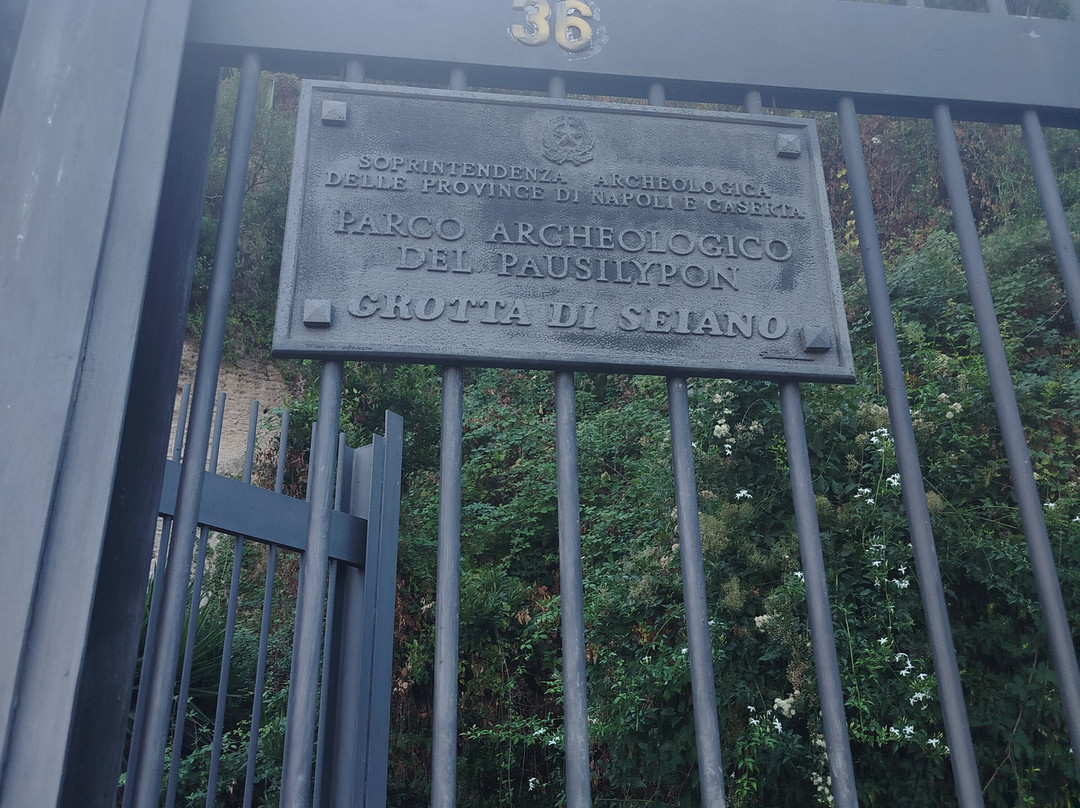 36
SOPRINTENDENZA ARCHEOLOGICA
DELLE PROVINCE DI NAPOLI E CASERTA
PARCO ARCHEOLOGICO
DEL PAUSILYPON
GROTTA DI SEIANO